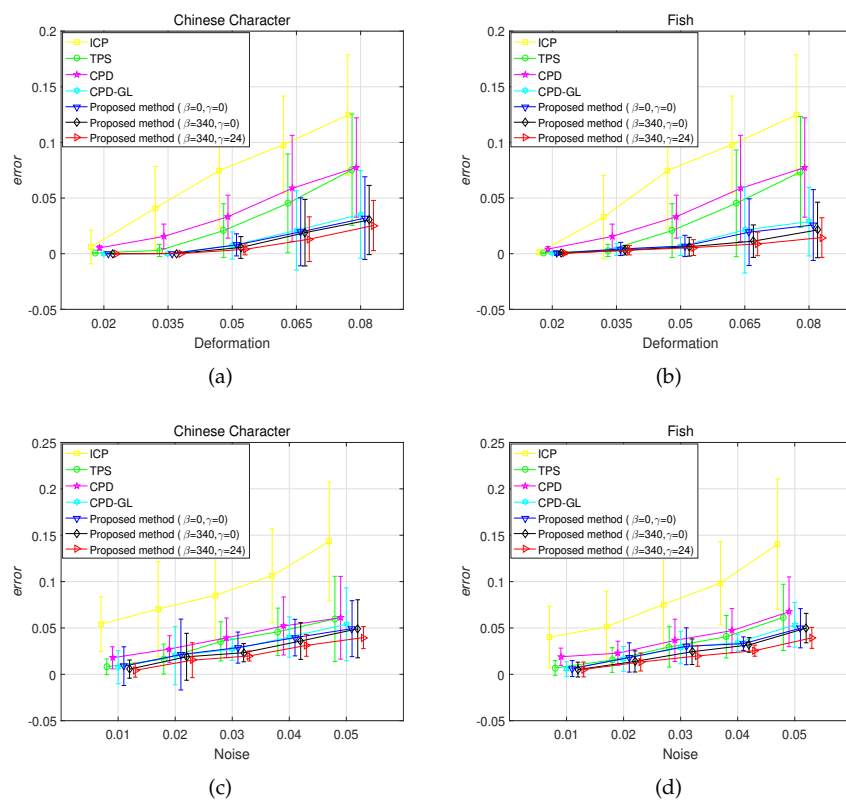 Chinese Character
0.2
0.15
0.1
0.05
0
-0.05
error
ICP
TPS
CPD
CPD-GL
Proposed method ( β=0,γ=0)
Proposed method ( β=340,γ=0)
Proposed method ( β=340,γ=24)
0.02 0.035 0.05 0.065 0.08
Deformation
(a)
Fish
0.2
0.15
0.1
0.05
0
-0.05
error
ICP
TPS
CPD
CPD-GL
Proposed method ( β=0,γ=0)
Proposed method ( β=340,γ=0)
Proposed method ( β=340,γ=24)
0.02 0.035 0.05 0.065 0.08
Deformation
(b)
Chinese Character
0.25
0.2
0.15
0.1
0.05
0
-0.05
error
ICP
TPS
CPD
CPD-GL
Proposed method ( β=0,γ=0)
Proposed method ( β=340,γ=0)
Proposed method ( β=340,γ=24)
0.01 0.02 0.03 0.04 0.05
Noise
(c)
Fish
0.25
0.2
0.15
0.1
0.05
0
-0.05
error
ICP
TPS
CPD
CPD-GL
Proposed method ( β=0,γ=0)
Proposed method ( β=340,γ=0)
Proposed method ( β=340,γ=24)
0.01 0.02 0.03 0.04 0.05
Noise
(d)